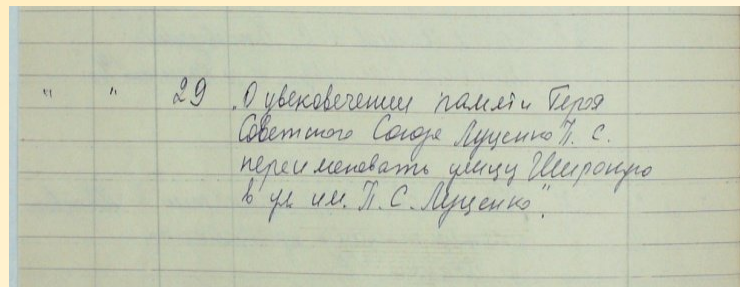 " " 29 „О увековечении памяти Героя
Советского Союза Луценко П. С.
переименовать улицу Широкую
в ул. им. П. С. Луценко".